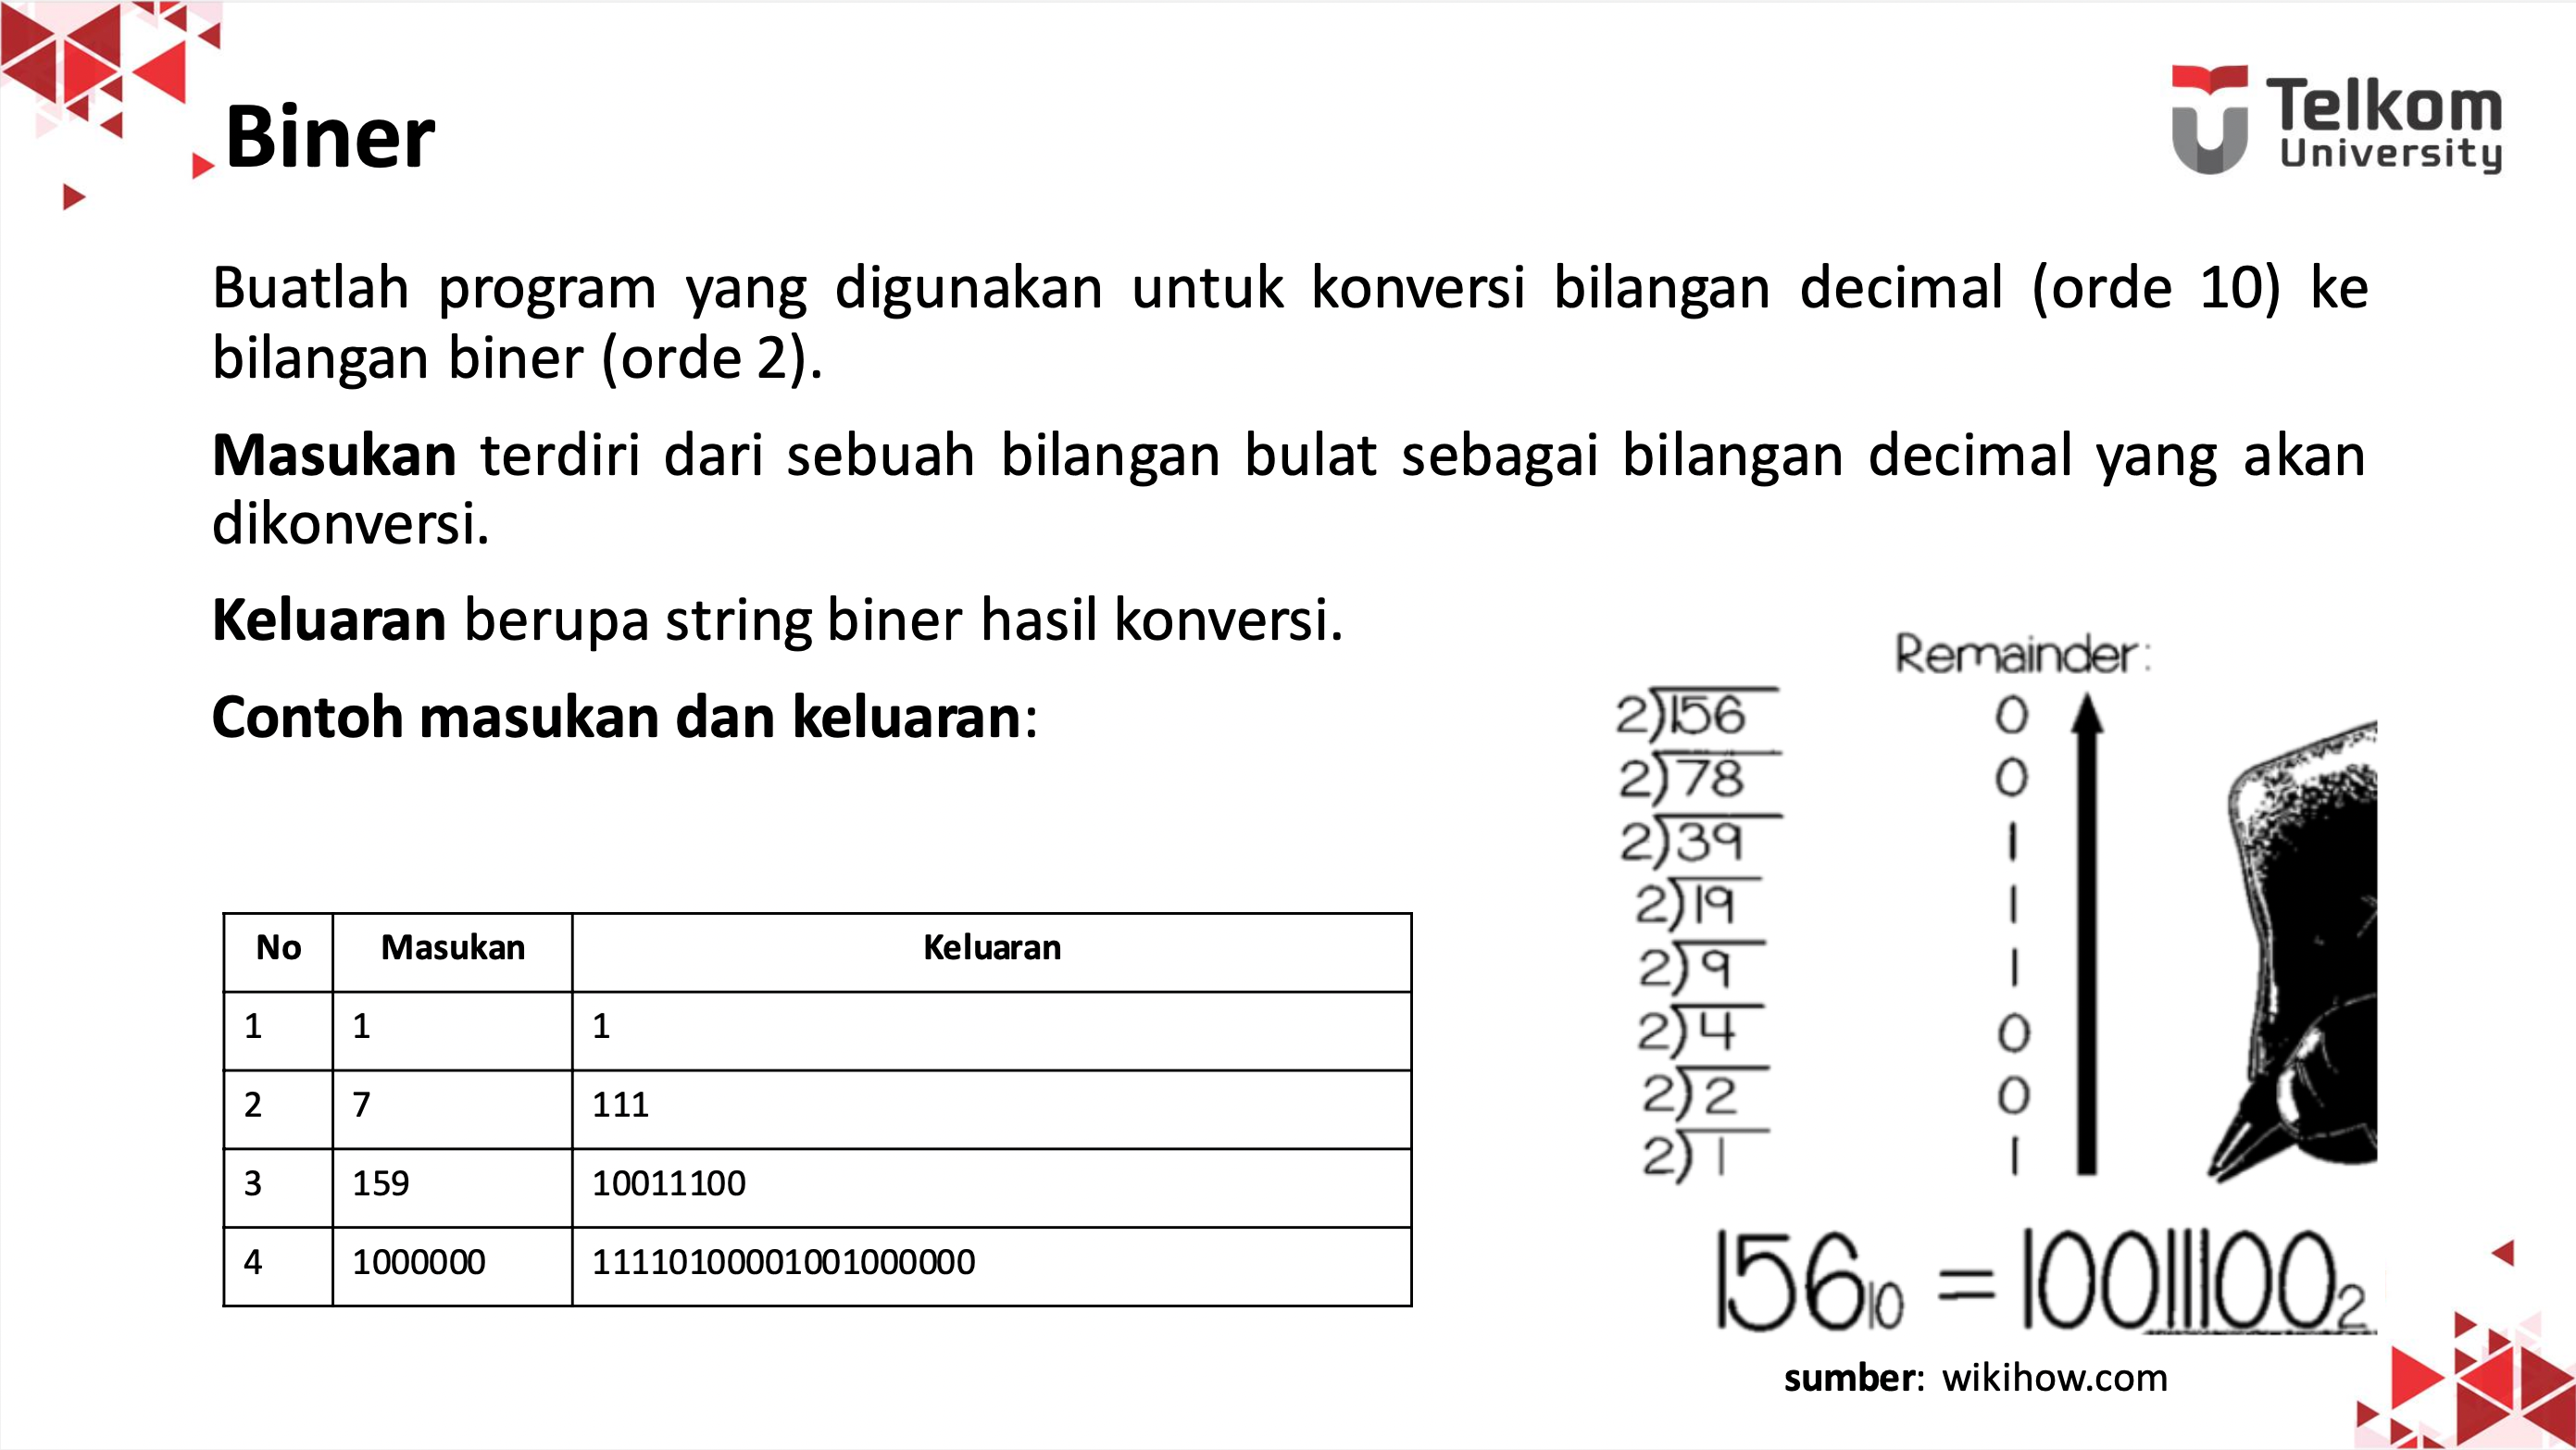 Biner
Telkom
University
Buatlah program yang digunakan untuk konversi bilangan decimal (orde 10) ke
bilangan biner (orde 2).
Masukan terdiri dari sebuah bilangan bulat sebagai bilangan decimal yang akan
dikonversi.
Keluaran berupa string biner hasil konversi.
Contoh masukan dan keluaran:
No Masukan Keluaran
1 1 1
2 7 111
3 159 10011100
4 1000000 11110100001001000000
Remainder:
2)156 0
2)78 0
2)39 1
2)19 1
2)9 1
2)4 0
2)2 0
2)1 1
156₁₀ = 10011100₂
sumber: wikihow.com